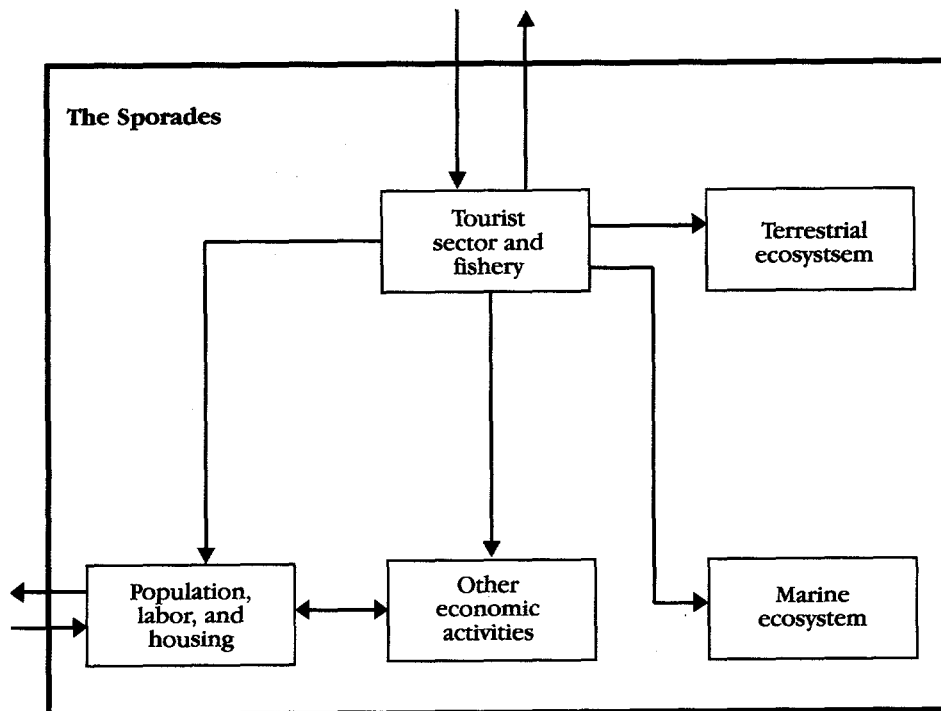 The Sporades
Tourist
sector and
fishery
Terrestrial
ecosystsem
Population,
labor, and
housing
Other
economic
activities
Marine
ecosystem